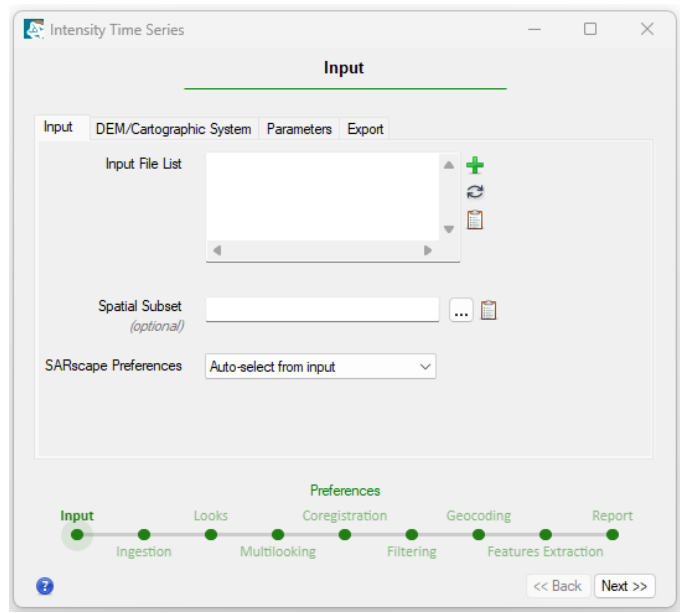 Intensity Time Series
Input
Input DEM/Cartographic System Parameters Export
Input File List
Spatial Subset
(optional)
...
SARscape Preferences Auto-select from input
Preferences
Input Looks Coregistration Geocoding Report
Ingestion Multilooking Filtering Features Extraction
? << Back Next >>